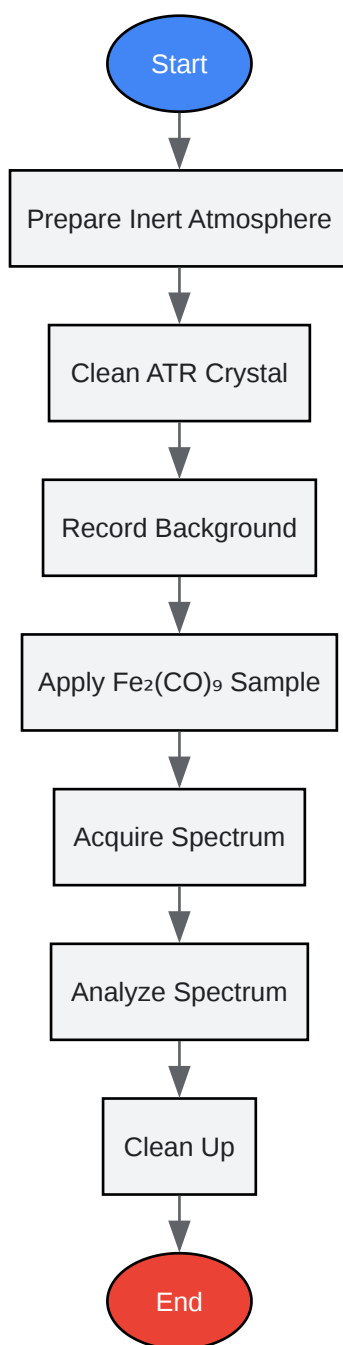 Start
Prepare Inert Atmosphere
Clean ATR Crystal
Record Background
Apply Fe₂(CO)₉ Sample
Acquire Spectrum
Analyze Spectrum
Clean Up
End